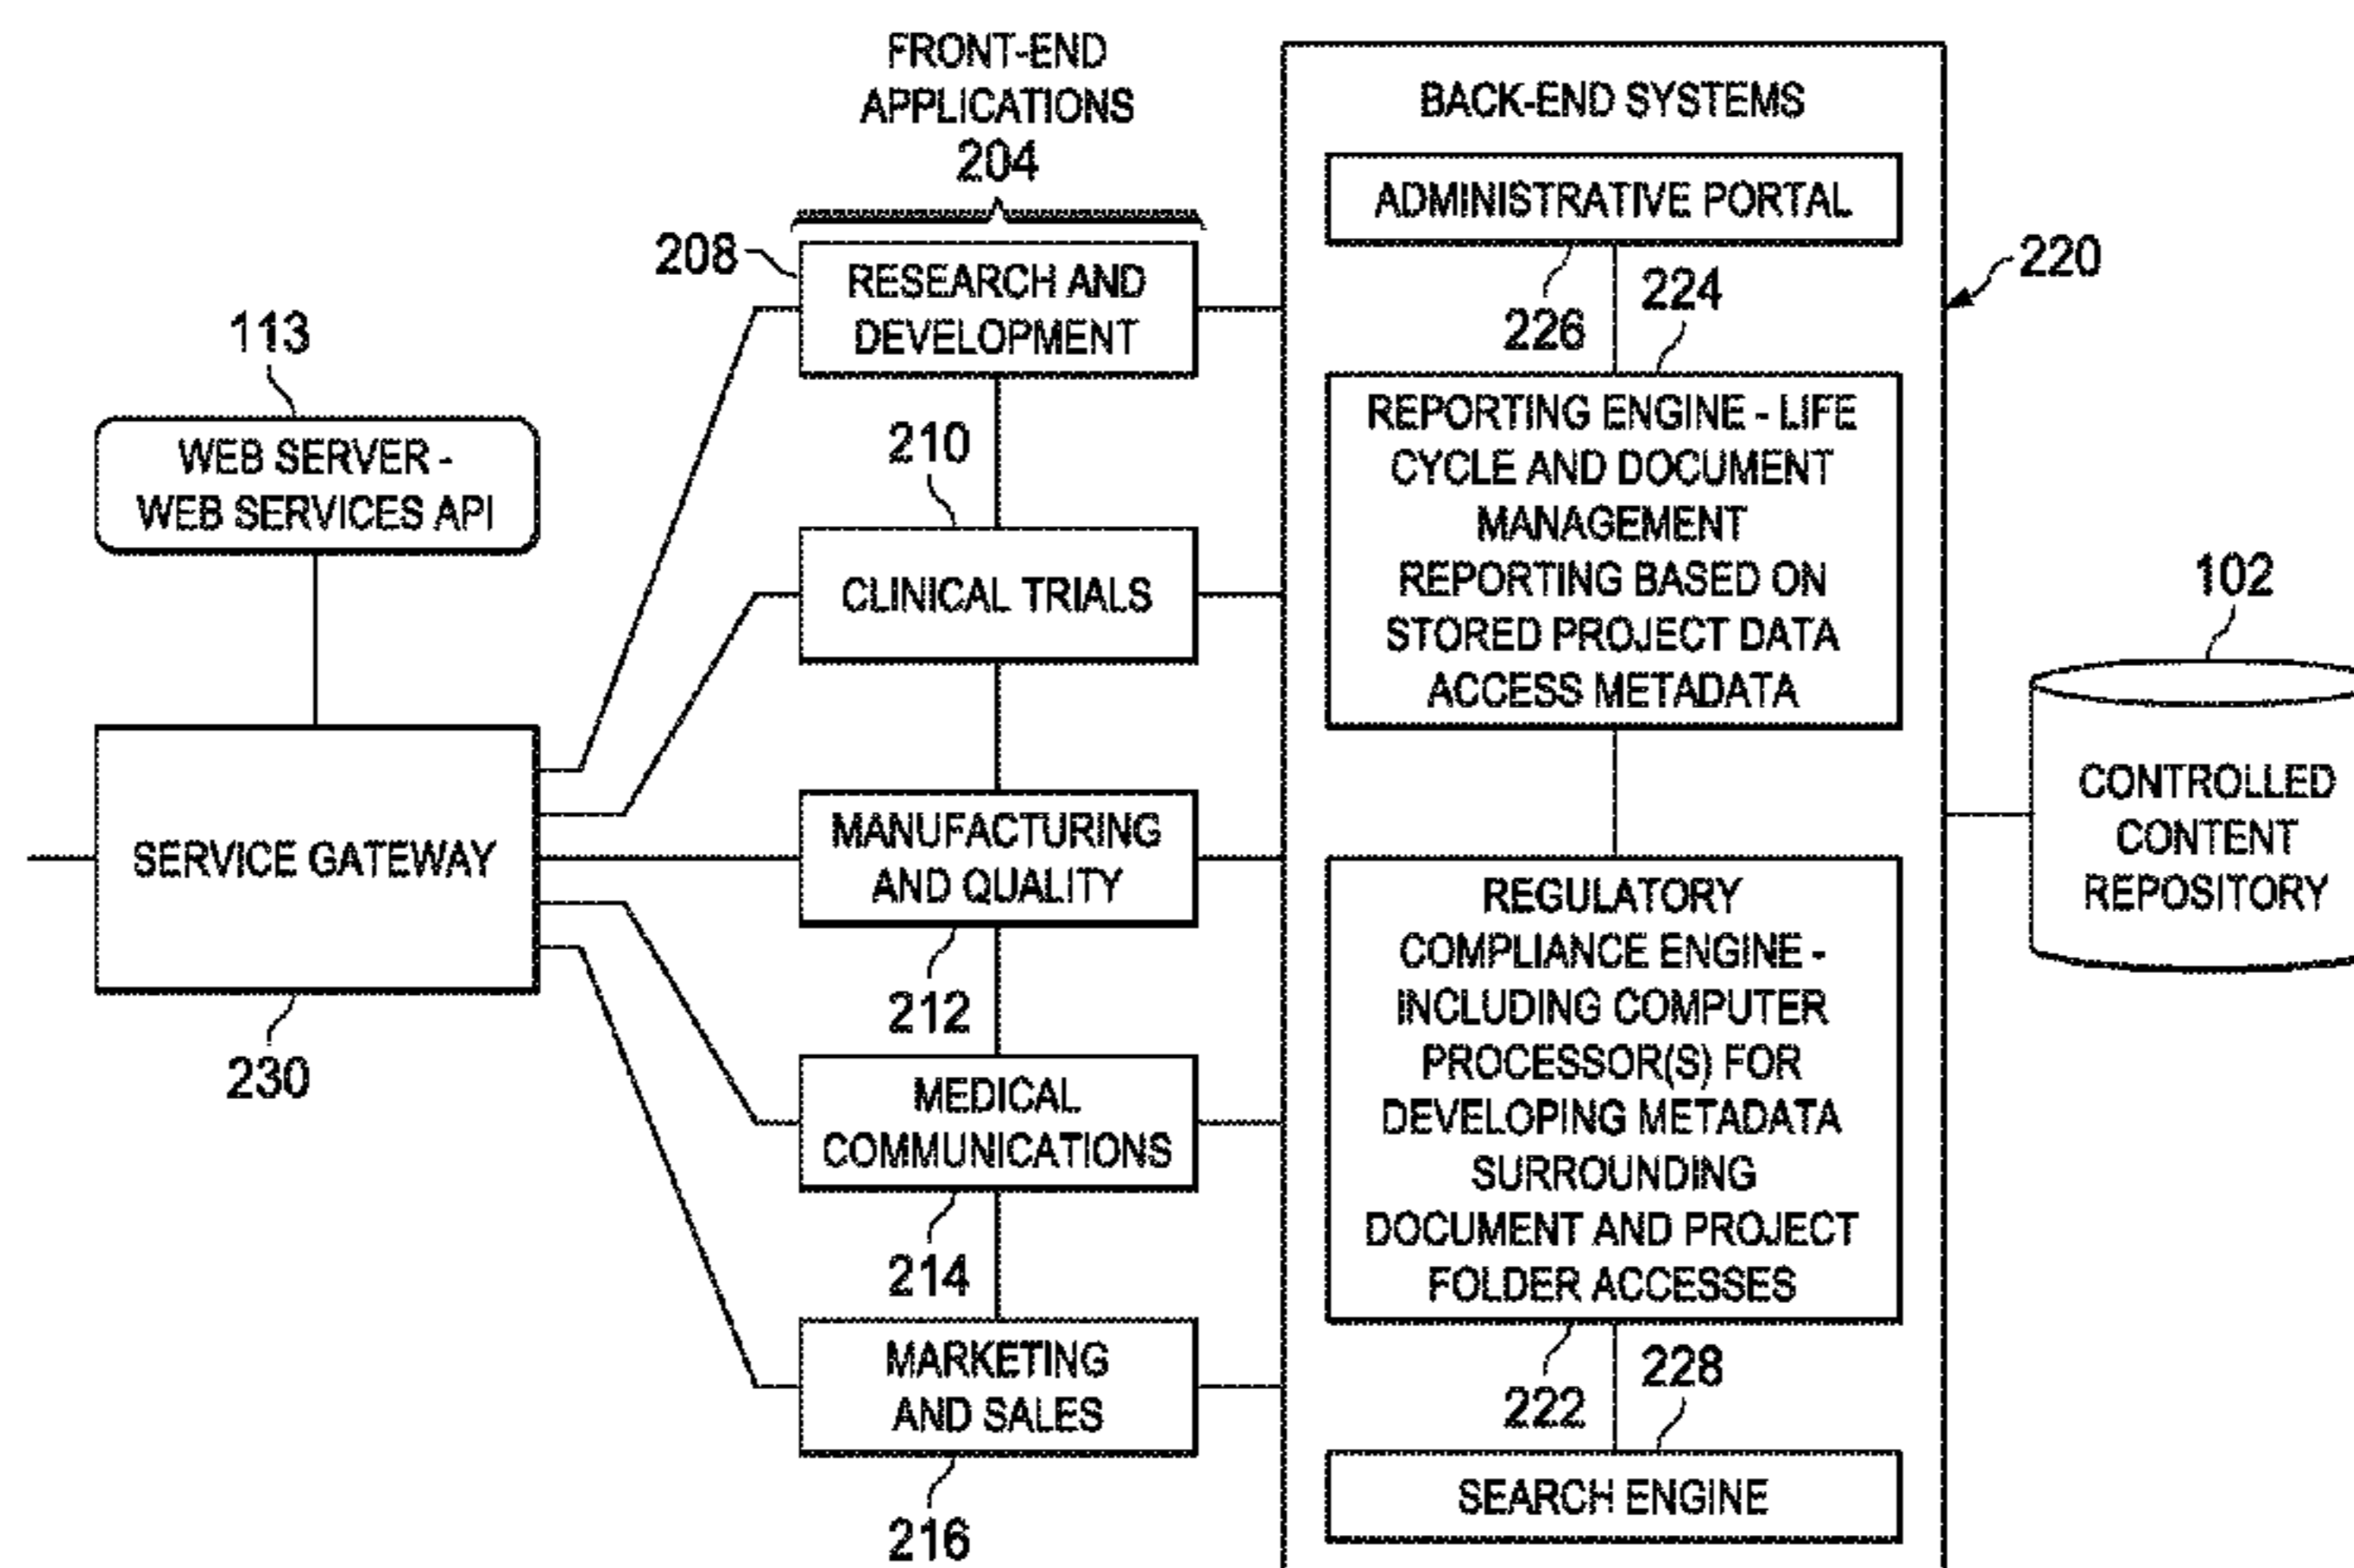 FRONT-END
APPLICATIONS
204
208
RESEARCH AND
DEVELOPMENT
113
WEB SERVER -
WEB SERVICES API
210
CLINICAL TRIALS
SERVICE GATEWAY
230
MANUFACTURING
AND QUALITY
212
MEDICAL
COMMUNICATIONS
214
MARKETING
AND SALES
216
BACK-END SYSTEMS
ADMINISTRATIVE PORTAL
226
224
220
REPORTING ENGINE - LIFE
CYCLE AND DOCUMENT
MANAGEMENT
REPORTING BASED ON
STORED PROJECT DATA
ACCESS METADATA
REGULATORY
COMPLIANCE ENGINE -
INCLUDING COMPUTER
PROCESSOR(S) FOR
DEVELOPING METADATA
SURROUNDING
DOCUMENT AND PROJECT
FOLDER ACCESSES
222
228
SEARCH ENGINE
102
CONTROLLED
CONTENT
REPOSITORY